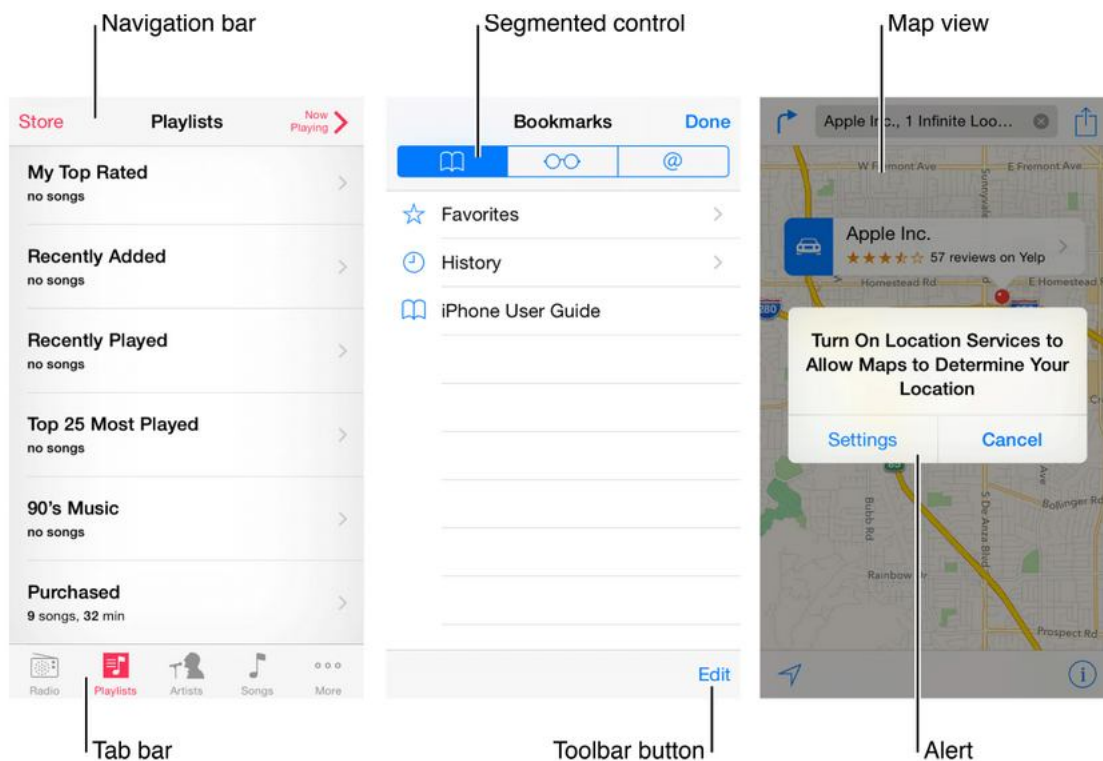 Navigation bar
Segmented control
Map view
Store
Playlists
Now
Playing
My Top Rated
no songs
Recently Added
no songs
Recently Played
no songs
Top 25 Most Played
no songs
90's Music
no songs
Purchased
9 songs, 32 min
Radio
Playlists
Artists
Songs
More
Bookmarks
Done
@
Favorites
History
iPhone User Guide
Edit
Apple Inc., 1 Infinite Loo...
W Fremont Ave
E Fremont Ave
Sunnyvale
Apple Inc.
57 reviews on Yelp
Homestead Rd
E Homestead
280
Turn On Location Services to
Allow Maps to Determine Your
Location
Settings
Cancel
85
Ave
Bollinger Rd
Bubb Rd
S De Anza Blvd
Prospect Rd
Tab bar
Toolbar button
Alert